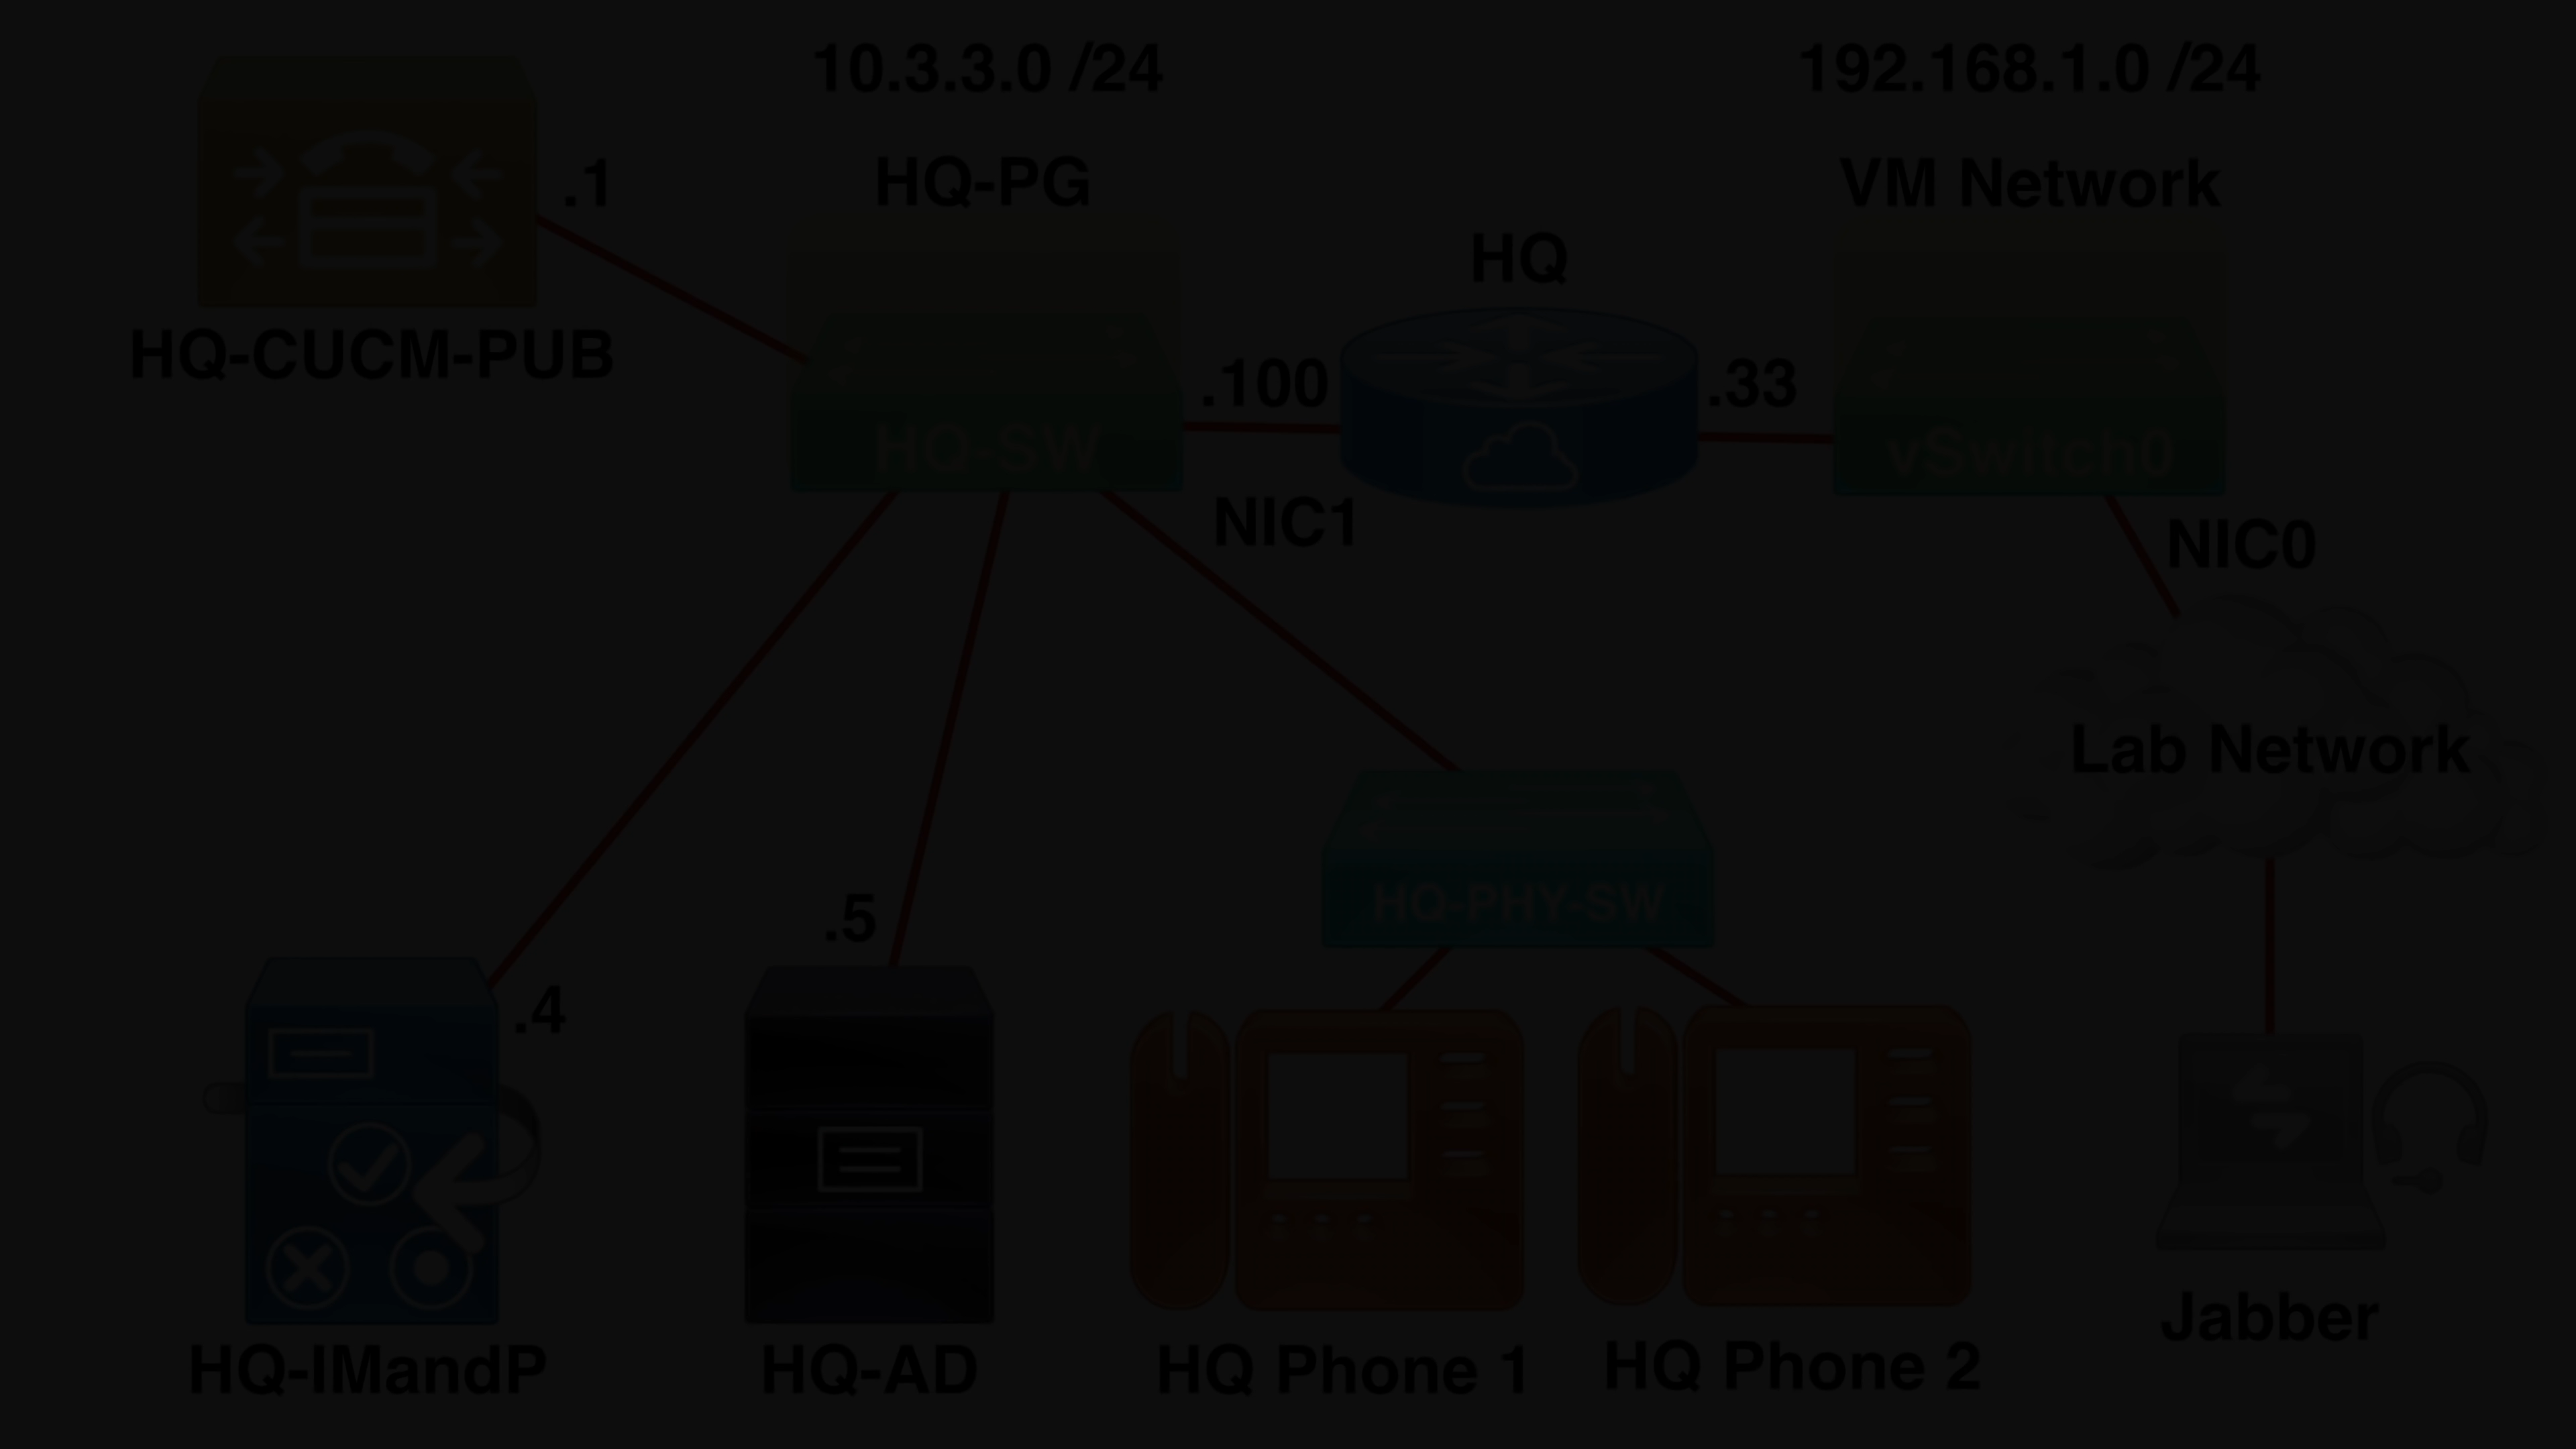 10.3.3.0 /24
192.168.1.0 /24
.1
HQ-PG
VM Network
HQ
HQ-CUCM-PUB
.100
.33
HQ-SW
vSwitch0
NIC1
NIC0
Lab Network
HQ-PHY-SW
.5
.4
Jabber
HQ-IMandP
HQ-AD
HQ Phone 1
HQ Phone 2